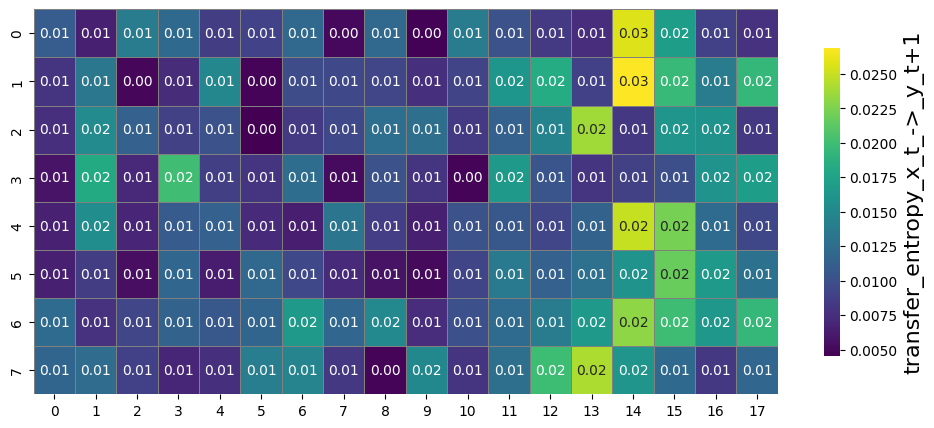 0 0.01 0.01 0.01 0.01 0.01 0.01 0.01 0.00 0.01 0.00 0.01 0.01 0.01 0.01 0.03 0.02 0.01 0.01
1 0.01 0.01 0.00 0.01 0.01 0.00 0.01 0.01 0.01 0.01 0.01 0.02 0.02 0.01 0.03 0.02 0.01 0.02
2 0.01 0.02 0.01 0.01 0.01 0.00 0.01 0.01 0.01 0.01 0.01 0.01 0.01 0.02 0.01 0.02 0.02 0.01
3 0.01 0.02 0.01 0.02 0.01 0.01 0.01 0.01 0.01 0.01 0.00 0.02 0.01 0.01 0.01 0.01 0.02 0.02
4 0.01 0.02 0.01 0.01 0.01 0.01 0.01 0.01 0.01 0.01 0.01 0.01 0.01 0.01 0.02 0.02 0.01 0.01
5 0.01 0.01 0.01 0.01 0.01 0.01 0.01 0.01 0.01 0.01 0.01 0.01 0.01 0.01 0.02 0.02 0.02 0.01
6 0.01 0.01 0.01 0.01 0.01 0.01 0.02 0.01 0.02 0.01 0.01 0.01 0.01 0.02 0.02 0.02 0.02 0.02
7 0.01 0.01 0.01 0.01 0.01 0.01 0.01 0.01 0.00 0.02 0.01 0.01 0.02 0.02 0.02 0.01 0.01 0.01
0 1 2 3 4 5 6 7 8 9 10 11 12 13 14 15 16 17
0.0250
0.0225
0.0200
0.0175
0.0150
0.0125
0.0100
0.0075
0.0050
transfer_entropy_x_t_->_y_t+1